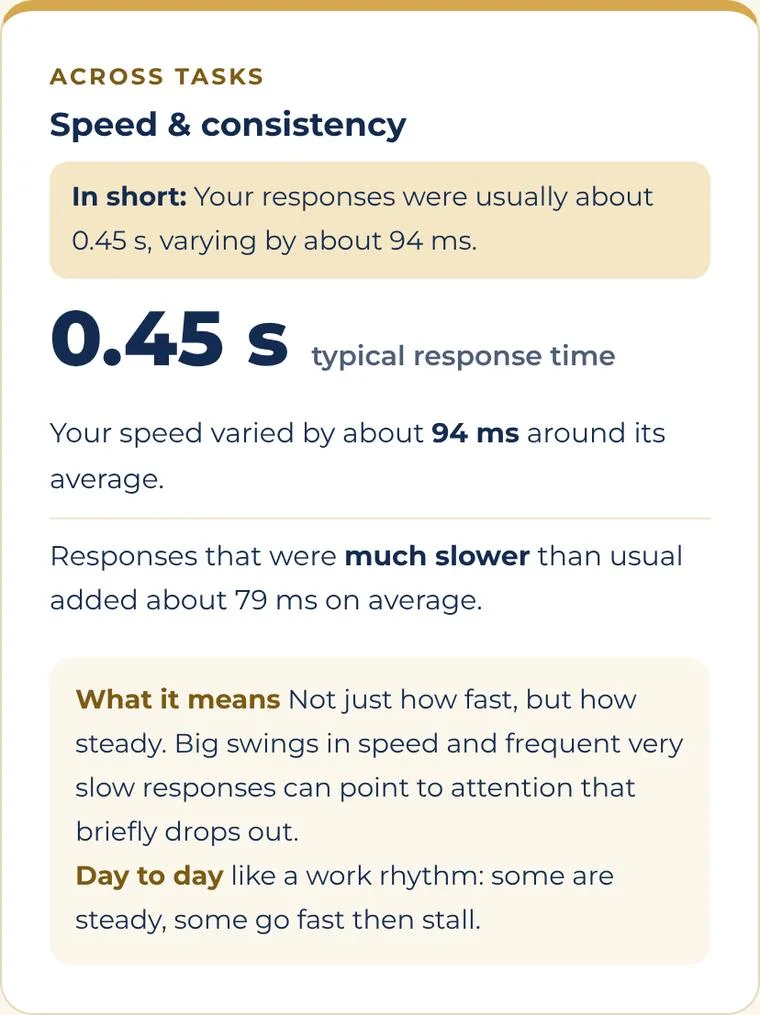 ACROSS TASKS
Speed & consistency
In short: Your responses were usually about
0.45 s, varying by about 94 ms.
0.45 s typical response time
Your speed varied by about 94 ms around its
average.
Responses that were much slower than usual
added about 79 ms on average.
What it means Not just how fast, but how
steady. Big swings in speed and frequent very
slow responses can point to attention that
briefly drops out.
Day to day like a work rhythm: some are
steady, some go fast then stall.